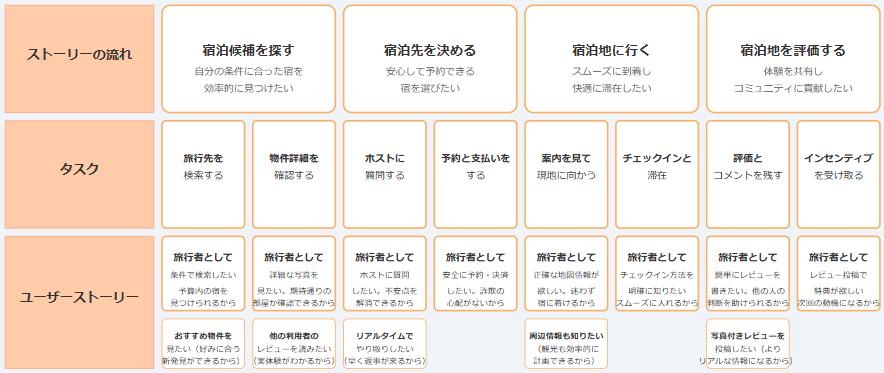 ストーリーの流れ
宿泊候補を探す
自分の条件に合った宿を
効率的に見つけたい
宿泊先を決める
安心して予約できる
宿を選びたい
宿泊地に行く
スムーズに到着し
快適に滞在したい
宿泊地を評価する
体験を共有し
コミュニティに貢献したい
タスク
旅行先を
検索する
物件詳細を
確認する
ホストに
質問する
予約と支払いを
する
案内を見て
現地に向かう
チェックインと
滞在
評価と
コメントを残す
インセンティブ
を受け取る
ユーザーストーリー
旅行者として
条件で検索したい
予算内の宿を
見つけられるから
旅行者として
詳細な写真を
見たい。期待通りの
部屋か確認できるから
旅行者として
ホストに質問
したい。不安点を
解消できるから
旅行者として
安全に予約・決済
したい。詐欺の
心配がないから
旅行者として
正確な地図情報が
欲しい。迷わず
宿に着けるから
旅行者として
チェックイン方法を
明確に知りたい
スムーズに入れるから
旅行者として
簡単にレビューを
書きたい。他の人の
判断を助けられるから
旅行者として
レビュー投稿で
特典が欲しい
次回の動機になるから
おすすめ物件を
見たい（好みに合う
新発見ができるから）
他の利用者の
レビューを読みたい
（実体験がわかるから）
リアルタイムで
やり取りしたい
（早く返事が来るから）
周辺情報も知りたい
（観光も効率的に
計画できるから）
写真付きレビューを
投稿したい（より
リアルな情報になるから）